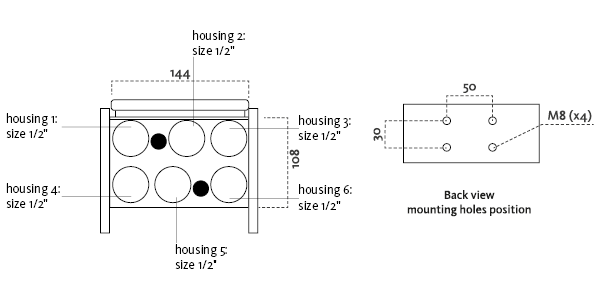 housing 2:
size 1/2"
144
housing 1:
size 1/2"
housing 3:
size 1/2"
108
housing 4:
size 1/2"
housing 6:
size 1/2"
housing 5:
size 1/2"
50
M8 (x4)
30
Back view
mounting holes position